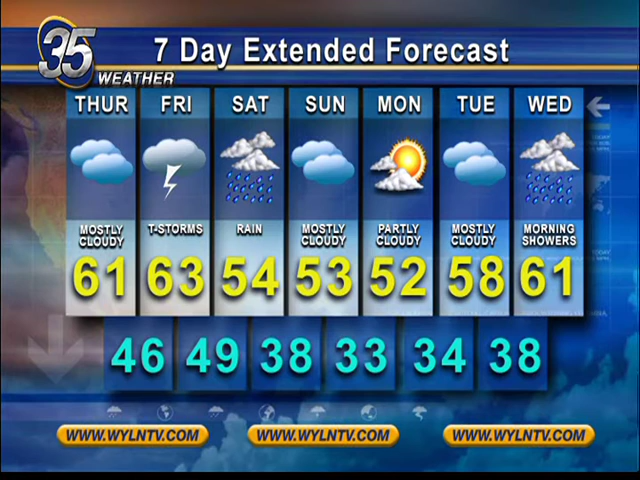 35
WEATHER
7 Day Extended Forecast
THUR FRI SAT SUN MON TUE WED
MOSTLY CLOUDY T-STORMS RAIN MOSTLY CLOUDY PARTLY CLOUDY MOSTLY CLOUDY MORNING SHOWERS
61 63 54 53 52 58 61
46 49 38 33 34 38
WWW.WYLNTV.COM WWW.WYLNTV.COM WWW.WYLNTV.COM